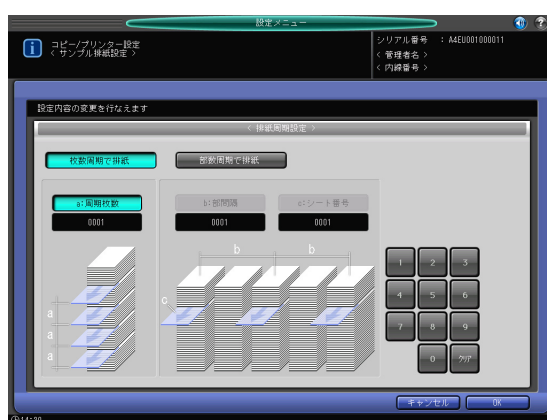 設定メニュー
コピー/プリンター設定
< サンプル排紙設定 >
シリアル番号 : A4EU001000011
< 管理者名 >
< 内線番号 >
設定内容の変更を行なえます
< 排紙周期設定 >
枚数周期で排紙
部数周期で排紙
a:周期枚数
b:部間隔
c:シート番号
0001
0001
0001
b
b
c
a
a
a
1
2
3
4
5
6
7
8
9
0
クリア
キャンセル
OK
14:20